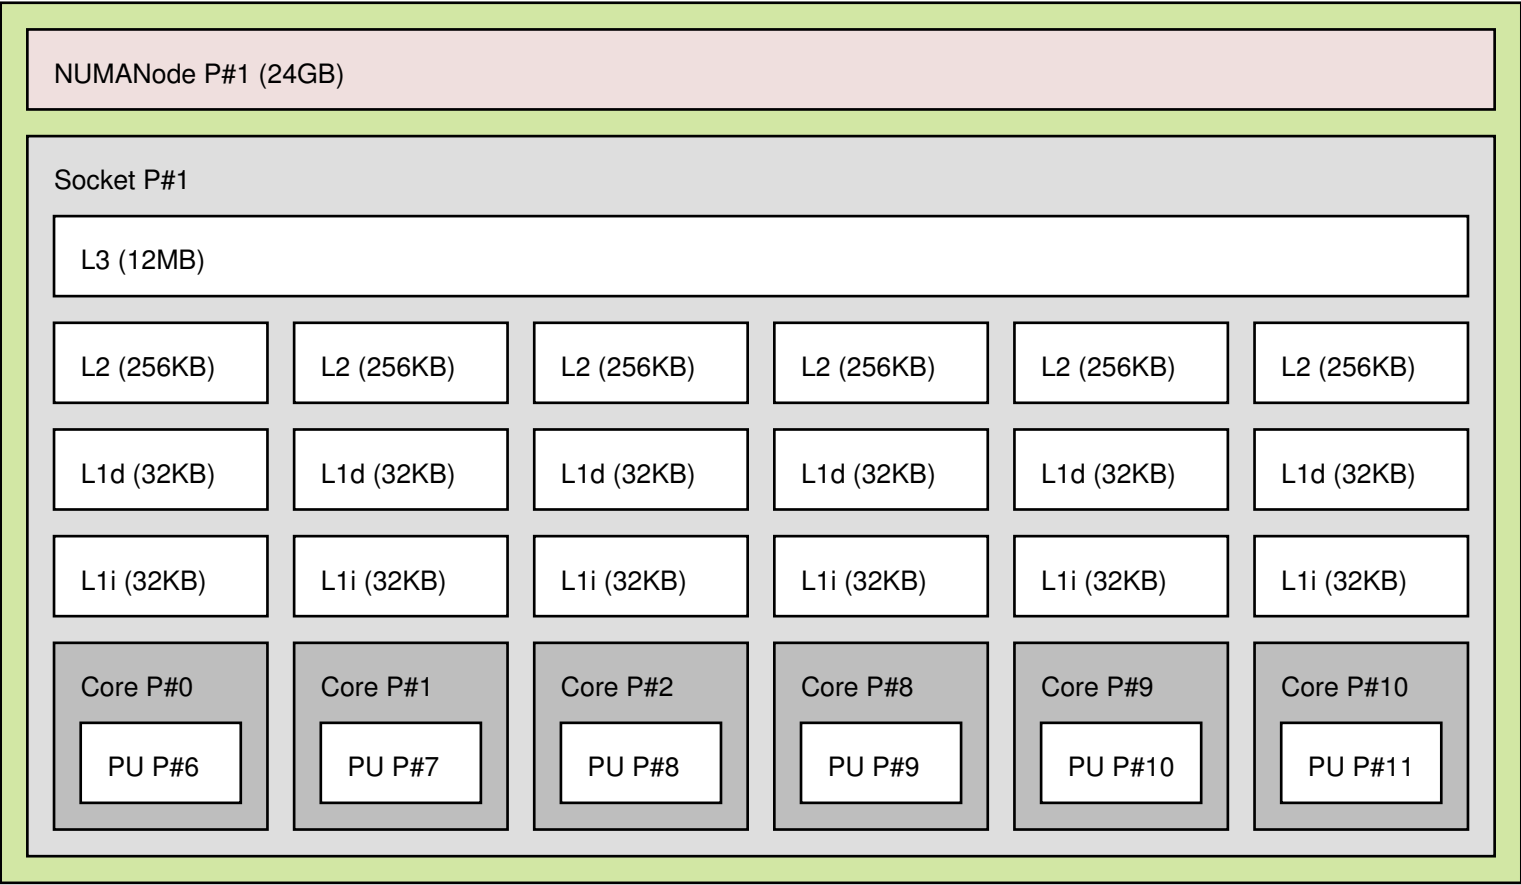 NUMANode P#1 (24GB)
Socket P#1
L3 (12MB)
L2 (256KB) L2 (256KB) L2 (256KB) L2 (256KB) L2 (256KB) L2 (256KB)
L1d (32KB) L1d (32KB) L1d (32KB) L1d (32KB) L1d (32KB) L1d (32KB)
L1i (32KB) L1i (32KB) L1i (32KB) L1i (32KB) L1i (32KB) L1i (32KB)
Core P#0 Core P#1 Core P#2 Core P#8 Core P#9 Core P#10
PU P#6 PU P#7 PU P#8 PU P#9 PU P#10 PU P#11